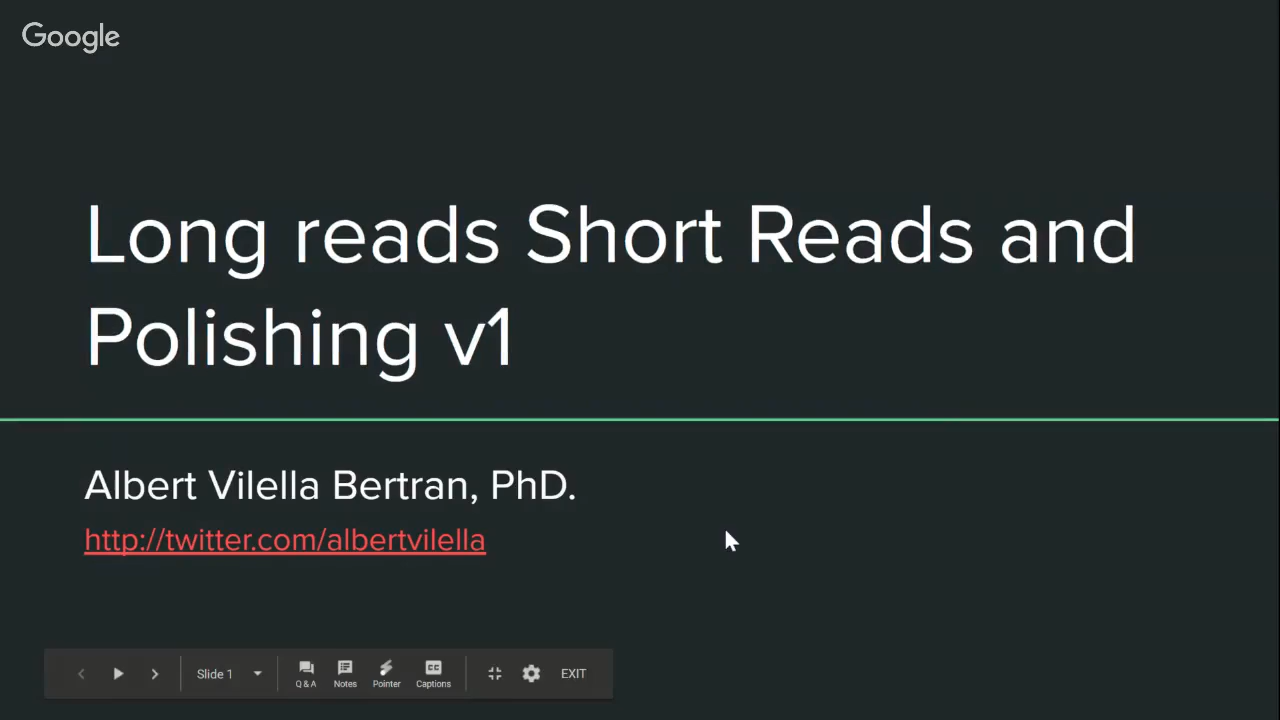 Google
Long reads Short Reads and
Polishing v1
Albert Vilella Bertran, PhD.
http://twitter.com/albertvilella
Slide 1
Q & A
Notes
Pointer
CC
Captions
EXIT